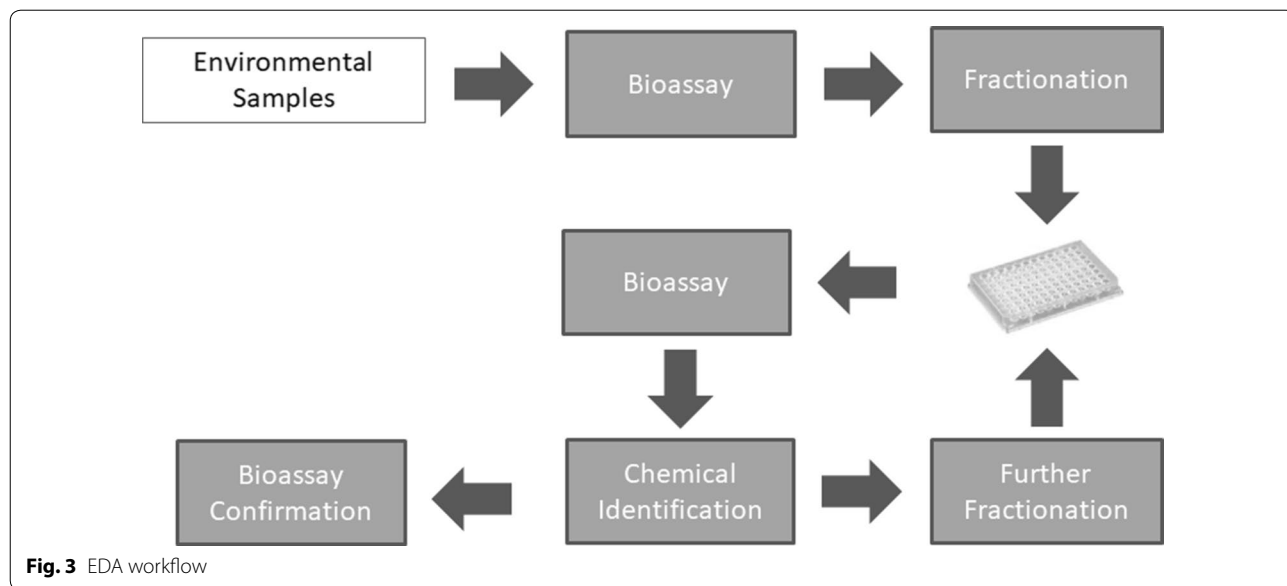 Environmental
Samples
Bioassay
Fractionation
Bioassay
Bioassay
Confirmation
Chemical
Identification
Further
Fractionation
Fig. 3 EDA workflow